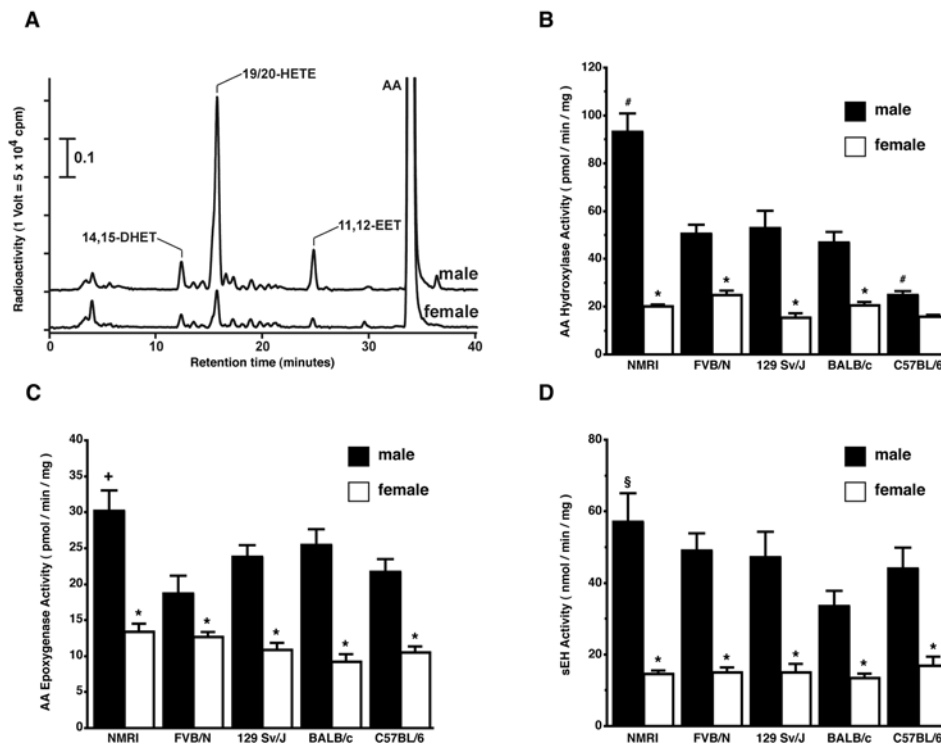 A
19/20-HETE
AA
Radioactivity (1 Volt = 5 x 10⁴ cpm)
0.1
14,15-DHET
11,12-EET
male
female
0 10 20 30 40
Retention time (minutes)
B
AA Hydroxylase Activity ( pmol / min / mg )
120
100
80
60
40
20
0
male
female
# * * * * #
NMRI FVB/N 129 Sv/J BALB/c C57BL/6
C
AA Epoxygenase Activity ( pmol / min / mg )
40
35
30
25
20
15
10
5
0
male
female
+ * * * * *
NMRI FVB/N 129 Sv/J BALB/c C57BL/6
D
sEH Activity ( nmol / min / mg )
80
60
40
20
0
male
female
§ * * * * *
NMRI FVB/N 129 Sv/J BALB/c C57BL/6